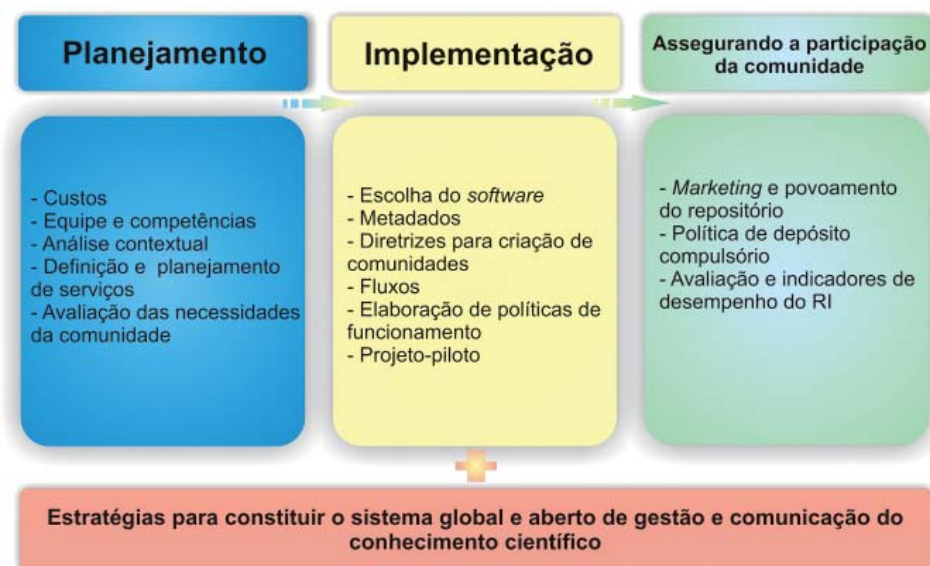 Planejamento
- Custos
- Equipe e competências
- Análise contextual
- Definição e planejamento
de serviços
- Avaliação das necessidades
da comunidade
Implementação
- Escolha do software
- Metadados
- Diretrizes para criação de
comunidades
- Fluxos
- Elaboração de políticas de
funcionamento
- Projeto-piloto
Assegurando a participação
da comunidade
- Marketing e povoamento
do repositório
- Política de depósito
compulsório
- Avaliação e indicadores de
desempenho do RI
Estratégias para constituir o sistema global e aberto de gestão e comunicação do
conhecimento científico